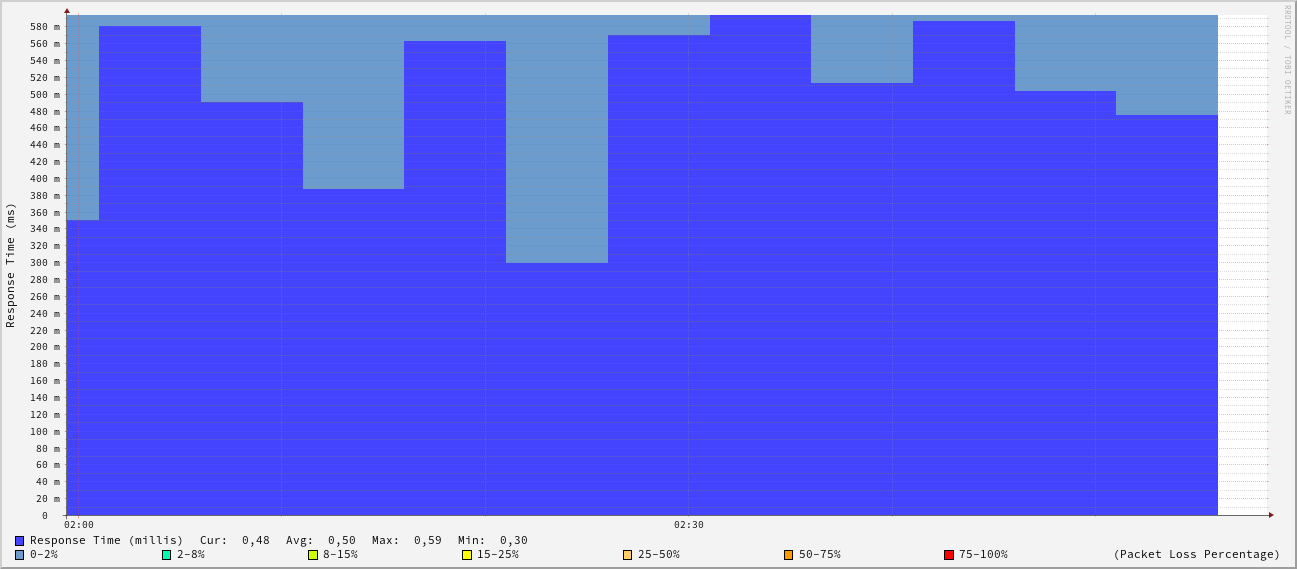 RRDTOOL / TOBI OETIKER
Response Time (ms)
580 m
560 m
540 m
520 m
500 m
480 m
460 m
440 m
420 m
400 m
380 m
360 m
340 m
320 m
300 m
280 m
260 m
240 m
220 m
200 m
180 m
160 m
140 m
120 m
100 m
80 m
60 m
40 m
20 m
0
02:00 02:30
Response Time (millis) Cur: 0,48 Avg: 0,50 Max: 0,59 Min: 0,30
0-2% 2-8% 8-15% 15-25% 25-50% 50-75% 75-100% (Packet Loss Percentage)